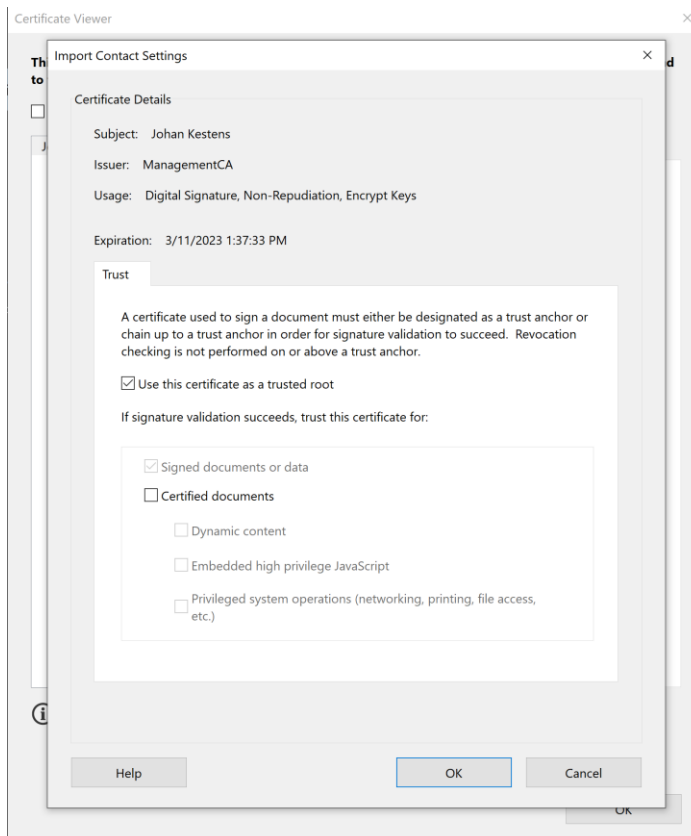 Certificate Viewer
Th
Import Contact Settings
d
to
Certificate Details
J
Subject: Johan Kestens
Issuer: ManagementCA
Usage: Digital Signature, Non-Repudiation, Encrypt Keys
Expiration: 3/11/2023 1:37:33 PM
Trust
A certificate used to sign a document must either be designated as a trust anchor or
chain up to a trust anchor in order for signature validation to succeed. Revocation
checking is not performed on or above a trust anchor.
Use this certificate as a trusted root
If signature validation succeeds, trust this certificate for:
Signed documents or data
Certified documents
Dynamic content
Embedded high privilege JavaScript
Privileged system operations (networking, printing, file access,
etc.)
Help
OK
Cancel
OK